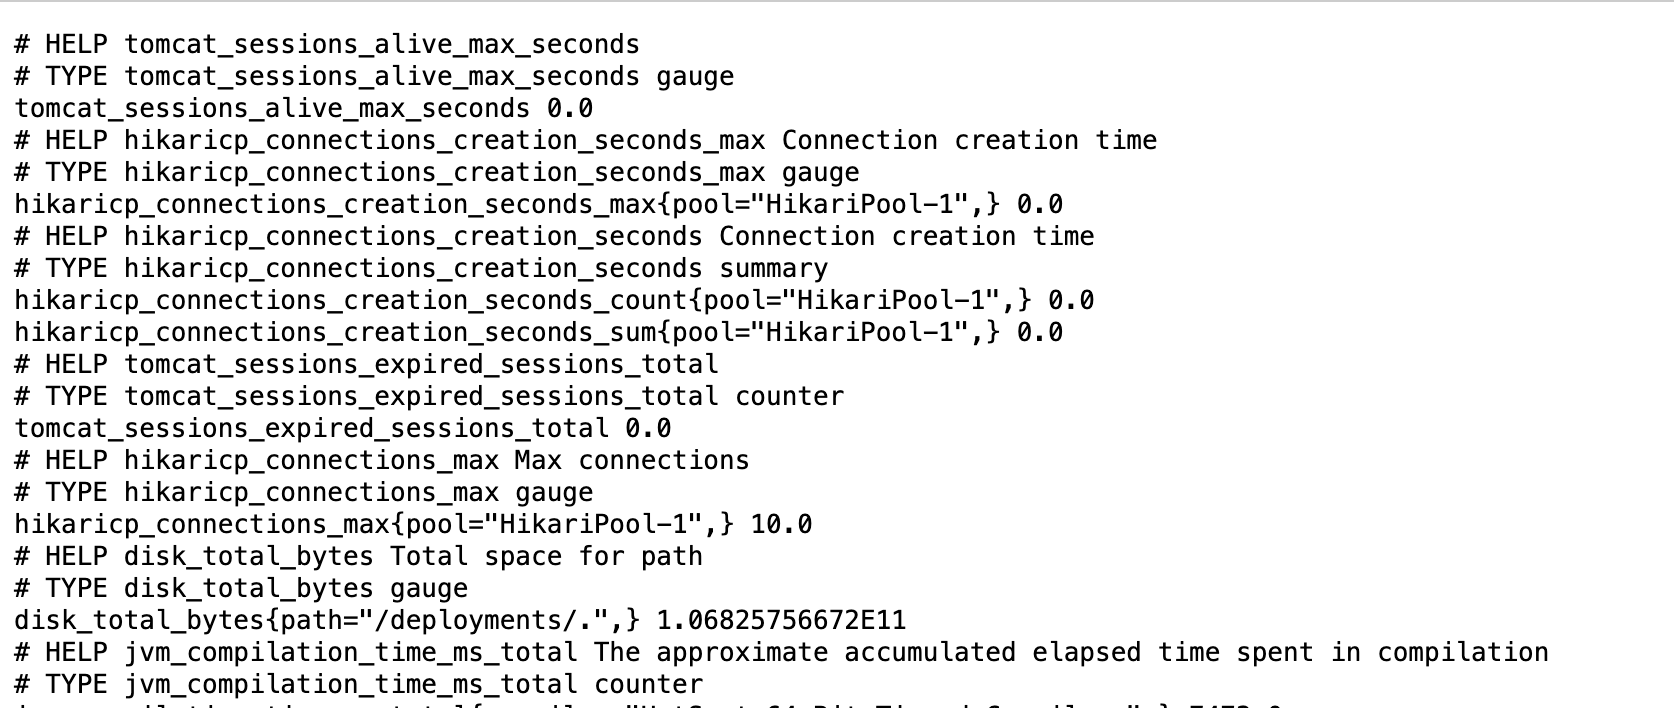 # HELP tomcat_sessions_alive_max_seconds
# TYPE tomcat_sessions_alive_max_seconds gauge
tomcat_sessions_alive_max_seconds 0.0
# HELP hikaricp_connections_creation_seconds_max Connection creation time
# TYPE hikaricp_connections_creation_seconds_max gauge
hikaricp_connections_creation_seconds_max{pool="HikariPool-1",} 0.0
# HELP hikaricp_connections_creation_seconds Connection creation time
# TYPE hikaricp_connections_creation_seconds summary
hikaricp_connections_creation_seconds_count{pool="HikariPool-1",} 0.0
hikaricp_connections_creation_seconds_sum{pool="HikariPool-1",} 0.0
# HELP tomcat_sessions_expired_sessions_total
# TYPE tomcat_sessions_expired_sessions_total counter
tomcat_sessions_expired_sessions_total 0.0
# HELP hikaricp_connections_max Max connections
# TYPE hikaricp_connections_max gauge
hikaricp_connections_max{pool="HikariPool-1",} 10.0
# HELP disk_total_bytes Total space for path
# TYPE disk_total_bytes gauge
disk_total_bytes{path="/deployments/.",} 1.06825756672E11
# HELP jvm_compilation_time_ms_total The approximate accumulated elapsed time spent in compilation
# TYPE jvm_compilation_time_ms_total counter